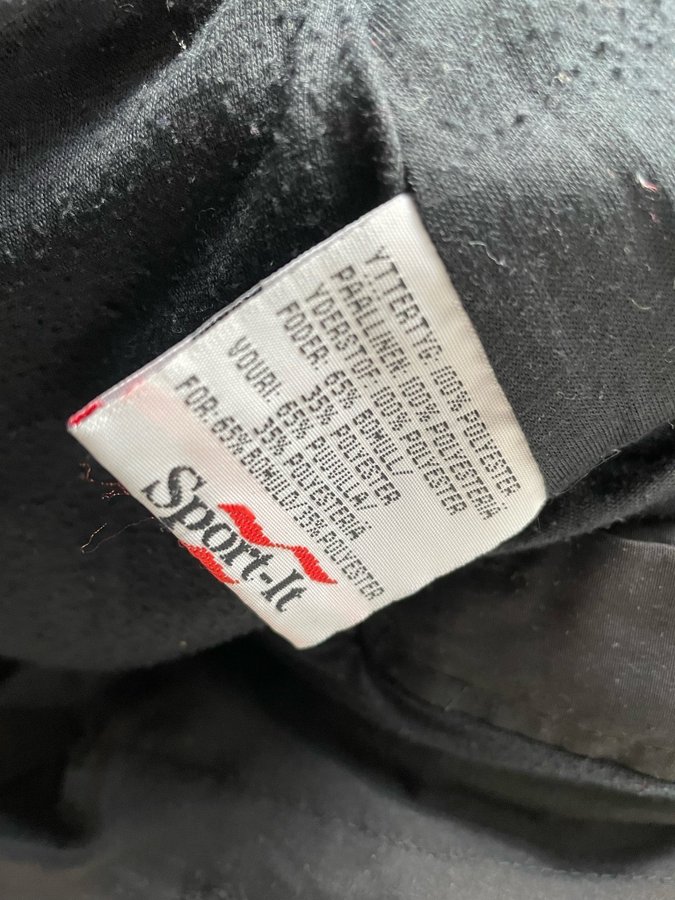 YTTERTYG: 100% POLYESTER
PÄÄLLINEN: 100% POLYESTERIA
YDERSTOF: 100% POLYESTER
FODER: 65% BOMULL/
35% POLYESTER
VUORI: 65% PUUVILLA/
35% POLYESTERIA
FOR: 65% BOMULD/35% POLYESTER
Sport-It